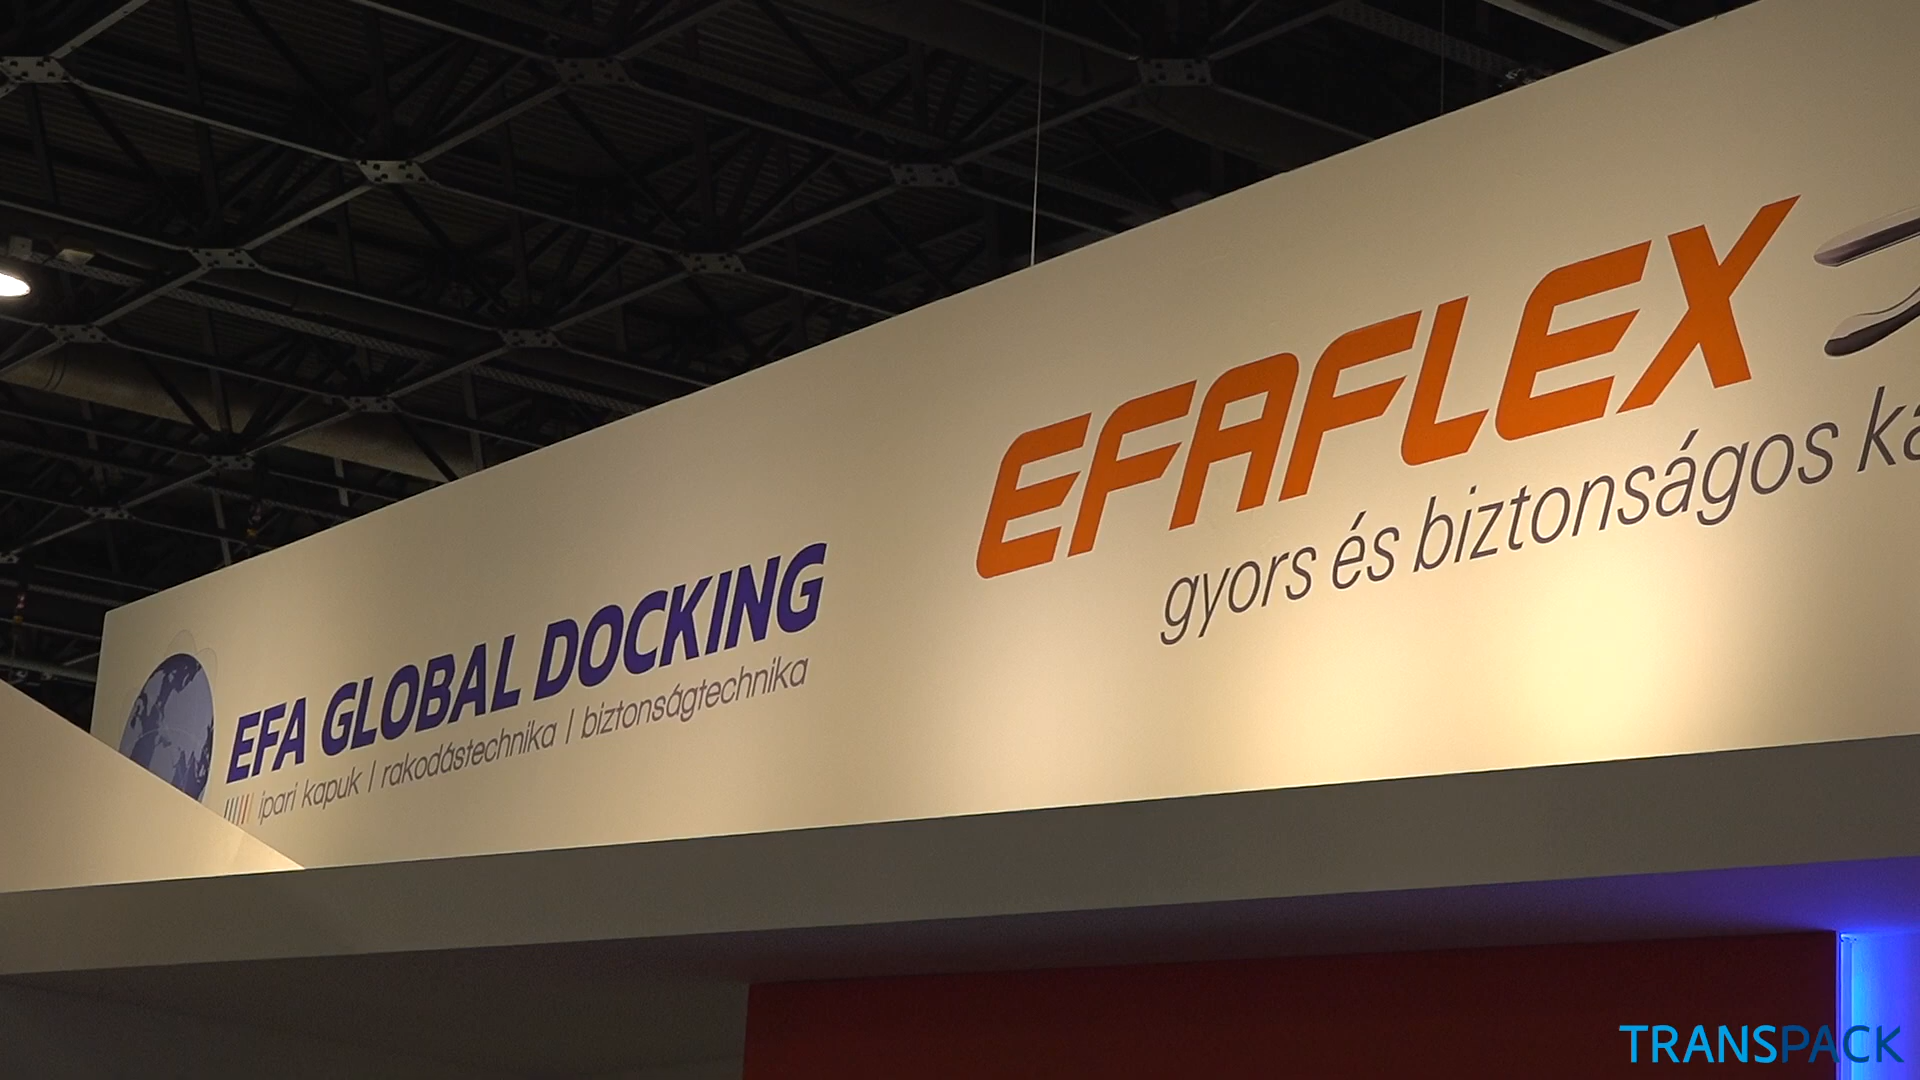 EFAFLEX
gyors és biztonságos
EFA GLOBAL DOCKING
ipari kapuk | rakodástechnika | biztonságtechnika
TRANSPACK